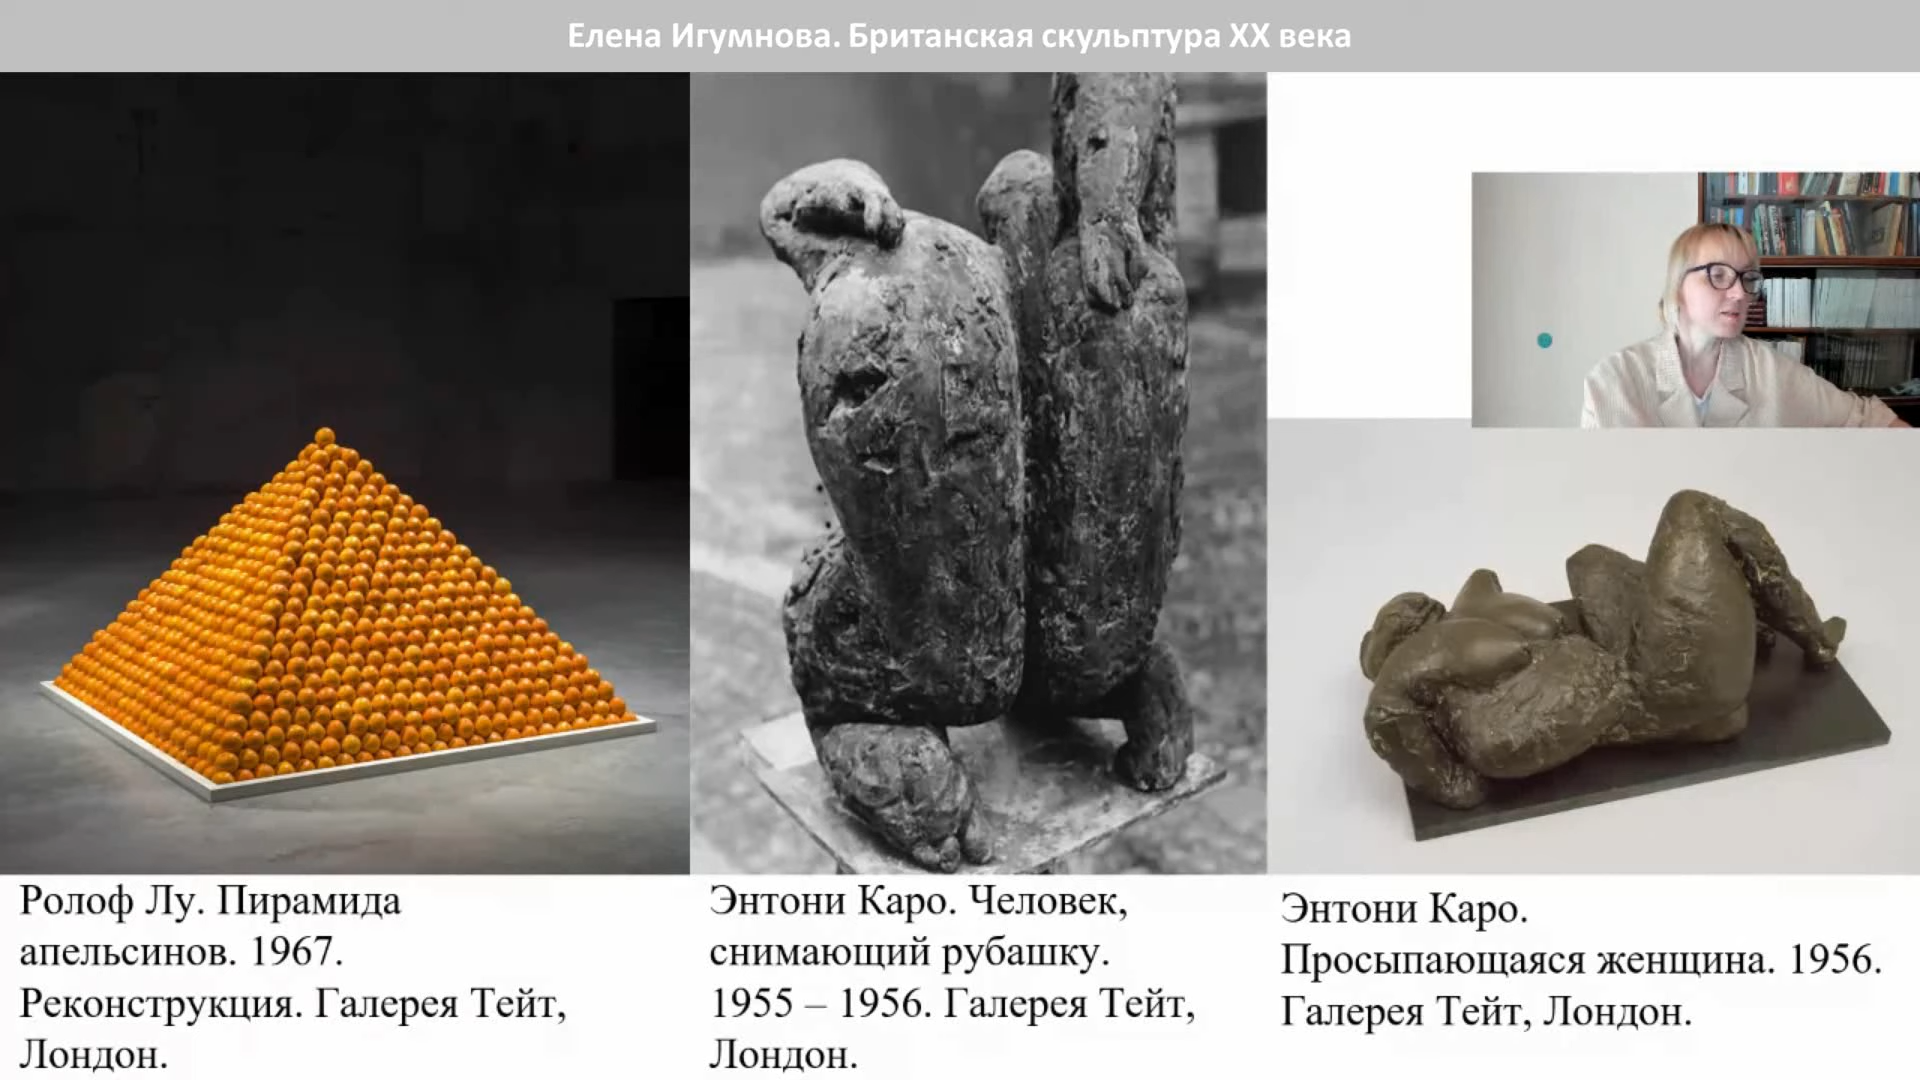 Елена Игумнова. Британская скульптура XX века
Ролоф Лу. Пирамида
апельсинов. 1967.
Реконструкция. Галерея Тейт,
Лондон.
Энтони Каро. Человек,
снимающий рубашку.
1955 – 1956. Галерея Тейт,
Лондон.
Энтони Каро.
Просыпающаяся женщина. 1956.
Галерея Тейт, Лондон.